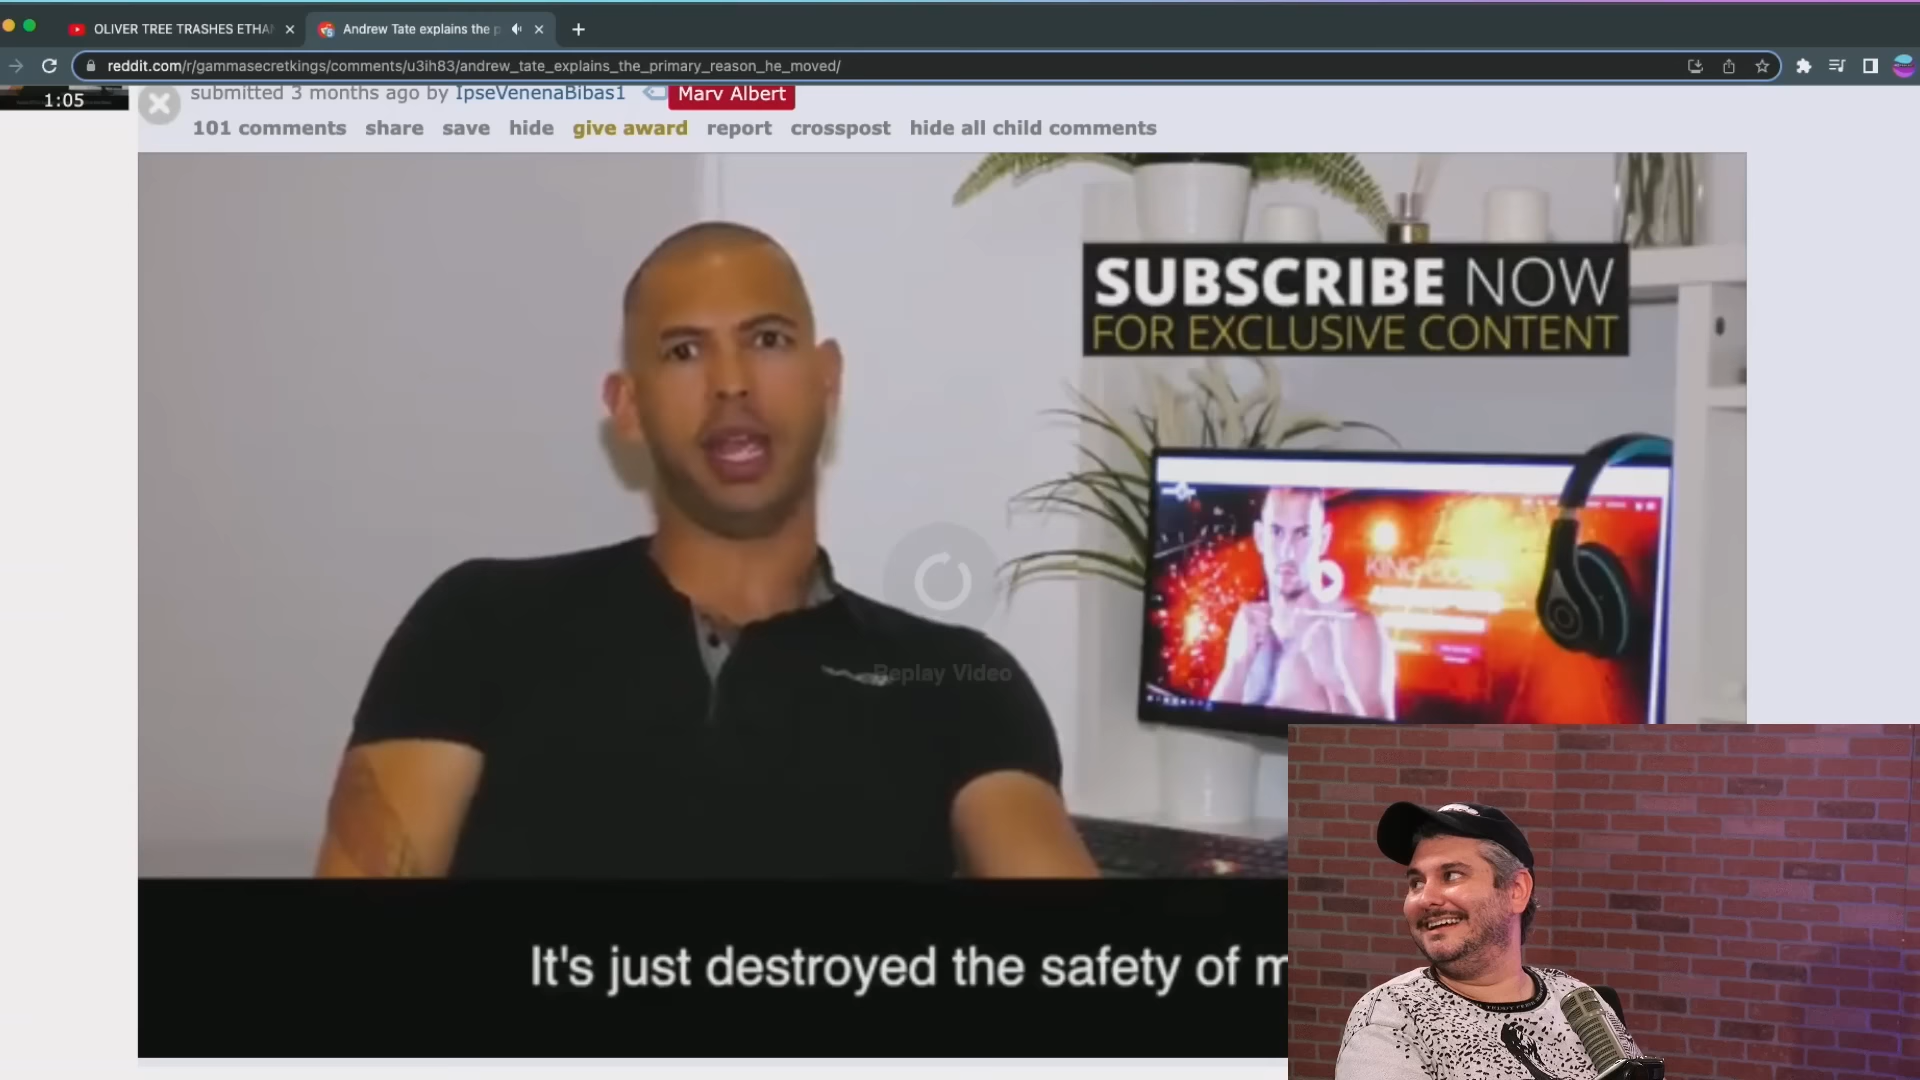 OLIVER TREE TRASHES ETHA
Andrew Tate explains the p
reddit.com/r/gammasecretkings/comments/u3ih83/andrew_tate_explains_the_primary_reason_he_moved/
1:05
submitted 3 months ago by IpseVenenaBibas1 Marv Albert
101 comments share save hide give award report crosspost hide all child comments
SUBSCRIBE NOW
FOR EXCLUSIVE CONTENT
KING
Replay Video
It's just destroyed the safety of m